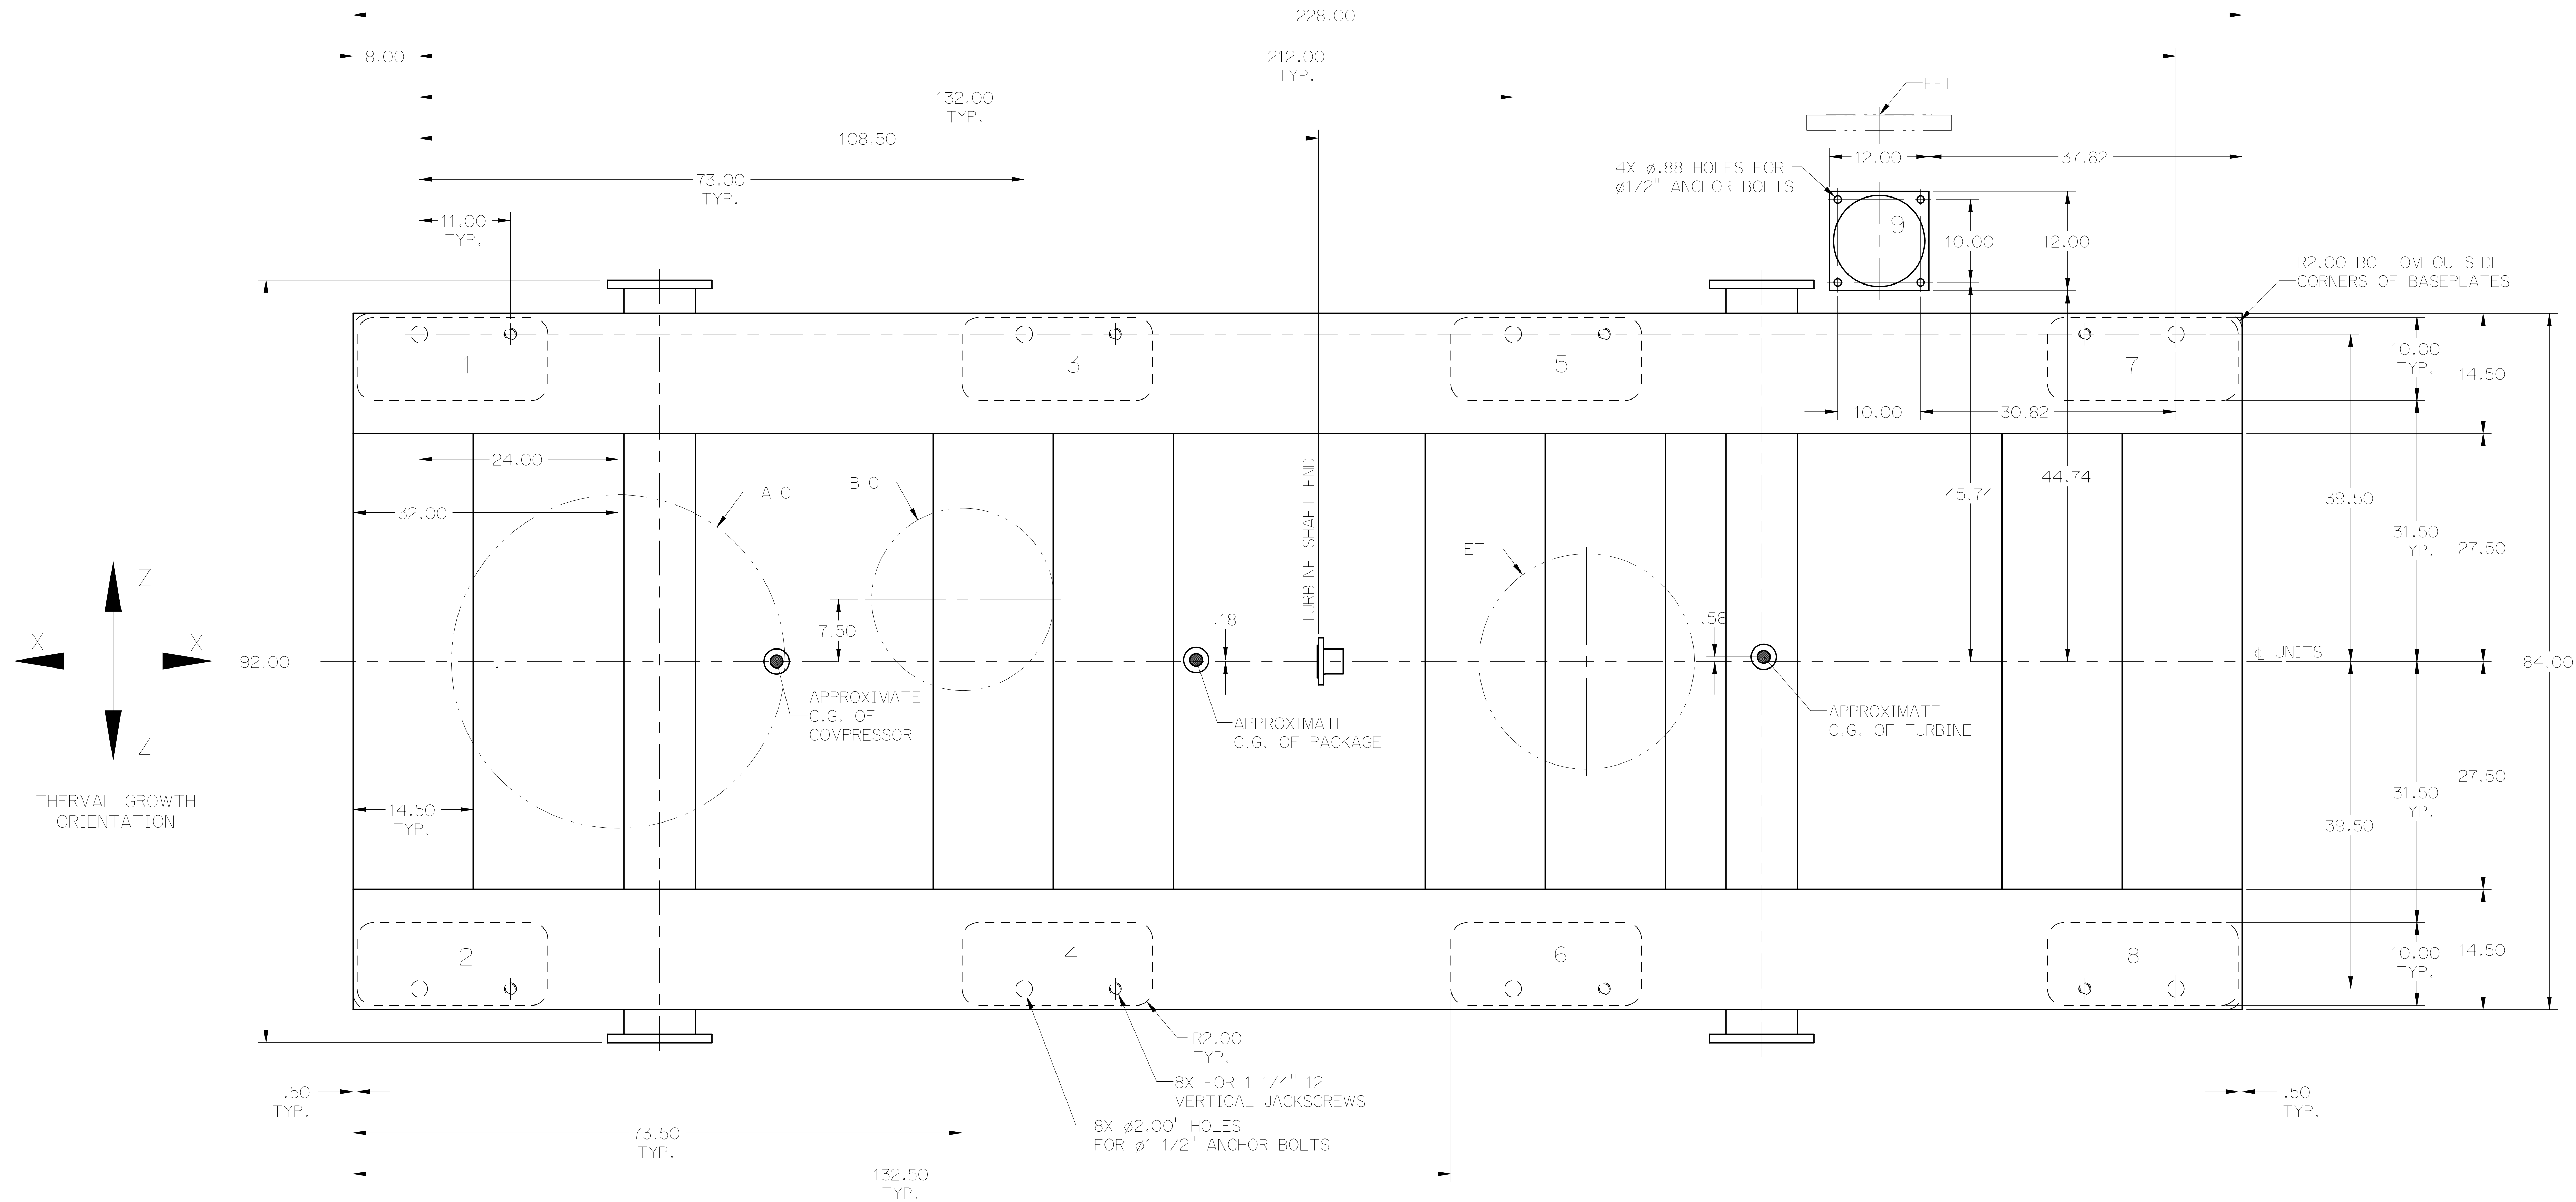 228.00
8.00
212.00
TYP.
132.00
TYP.
108.50
F-T
12.00
37.82
4X ø.88 HOLES FOR
ø1/2" ANCHOR BOLTS
73.00
TYP.
11.00
TYP.
9
10.00
12.00
R2.00 BOTTOM OUTSIDE
CORNERS OF BASEPLATES
1
3
5
7
10.00
TYP.
14.50
10.00
30.82
24.00
A-C
B-C
32.00
TURBINE SHAFT END
45.74
44.74
39.50
31.50
TYP.
27.50
ET
-Z
-X
+X
+Z
THERMAL GROWTH
ORIENTATION
92.00
7.50
.18
.56
℄ UNITS
84.00
APPROXIMATE
C.G. OF
COMPRESSOR
APPROXIMATE
C.G. OF PACKAGE
APPROXIMATE
C.G. OF TURBINE
14.50
TYP.
27.50
31.50
TYP.
39.50
2
4
6
8
10.00
TYP.
14.50
R2.00
TYP.
8X FOR 1-1/4"-12
VERTICAL JACKSCREWS
8X ø2.00" HOLES
FOR ø1-1/2" ANCHOR BOLTS
.50
TYP.
.50
TYP.
73.50
TYP.
132.50
TYP.